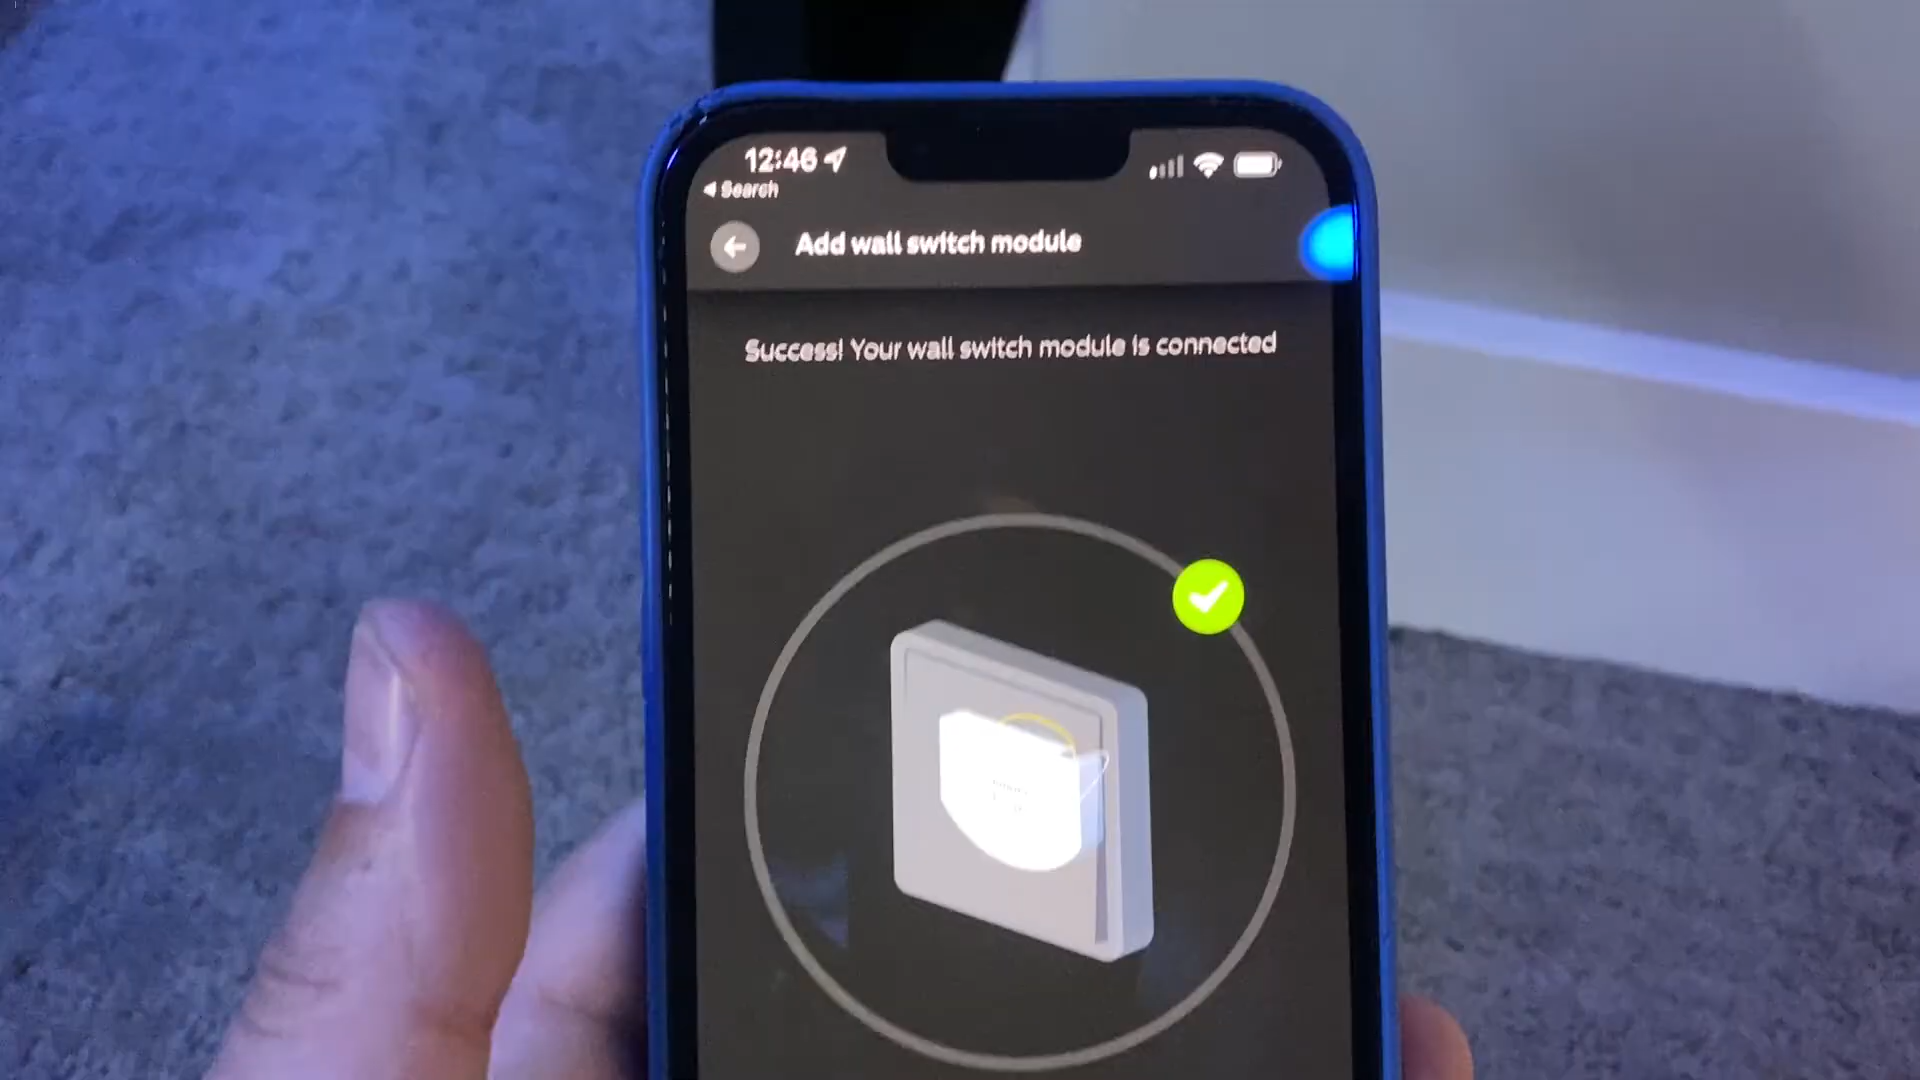 12:46
Search
Add wall switch module
Success! Your wall switch module is connected